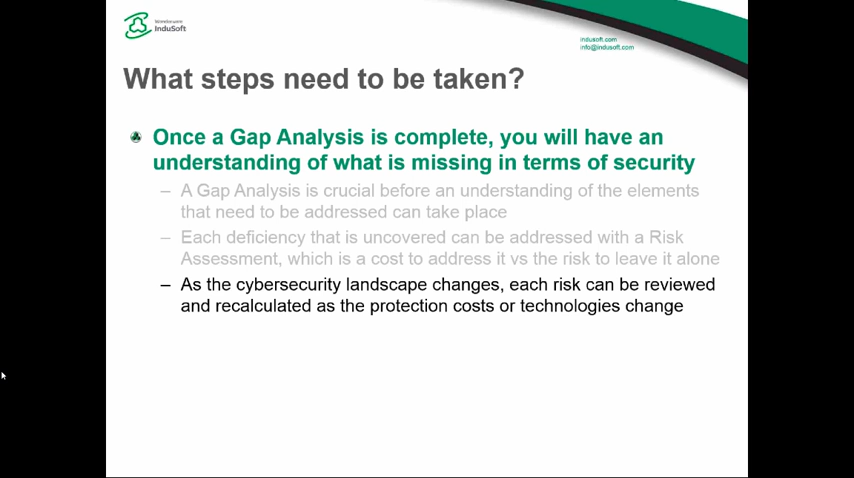 Wonderware
InduSoft
indusoft.com
info@indusoft.com
What steps need to be taken?
Once a Gap Analysis is complete, you will have an
understanding of what is missing in terms of security
– A Gap Analysis is crucial before an understanding of the elements
that need to be addressed can take place
– Each deficiency that is uncovered can be addressed with a Risk
Assessment, which is a cost to address it vs the risk to leave it alone
– As the cybersecurity landscape changes, each risk can be reviewed
and recalculated as the protection costs or technologies change